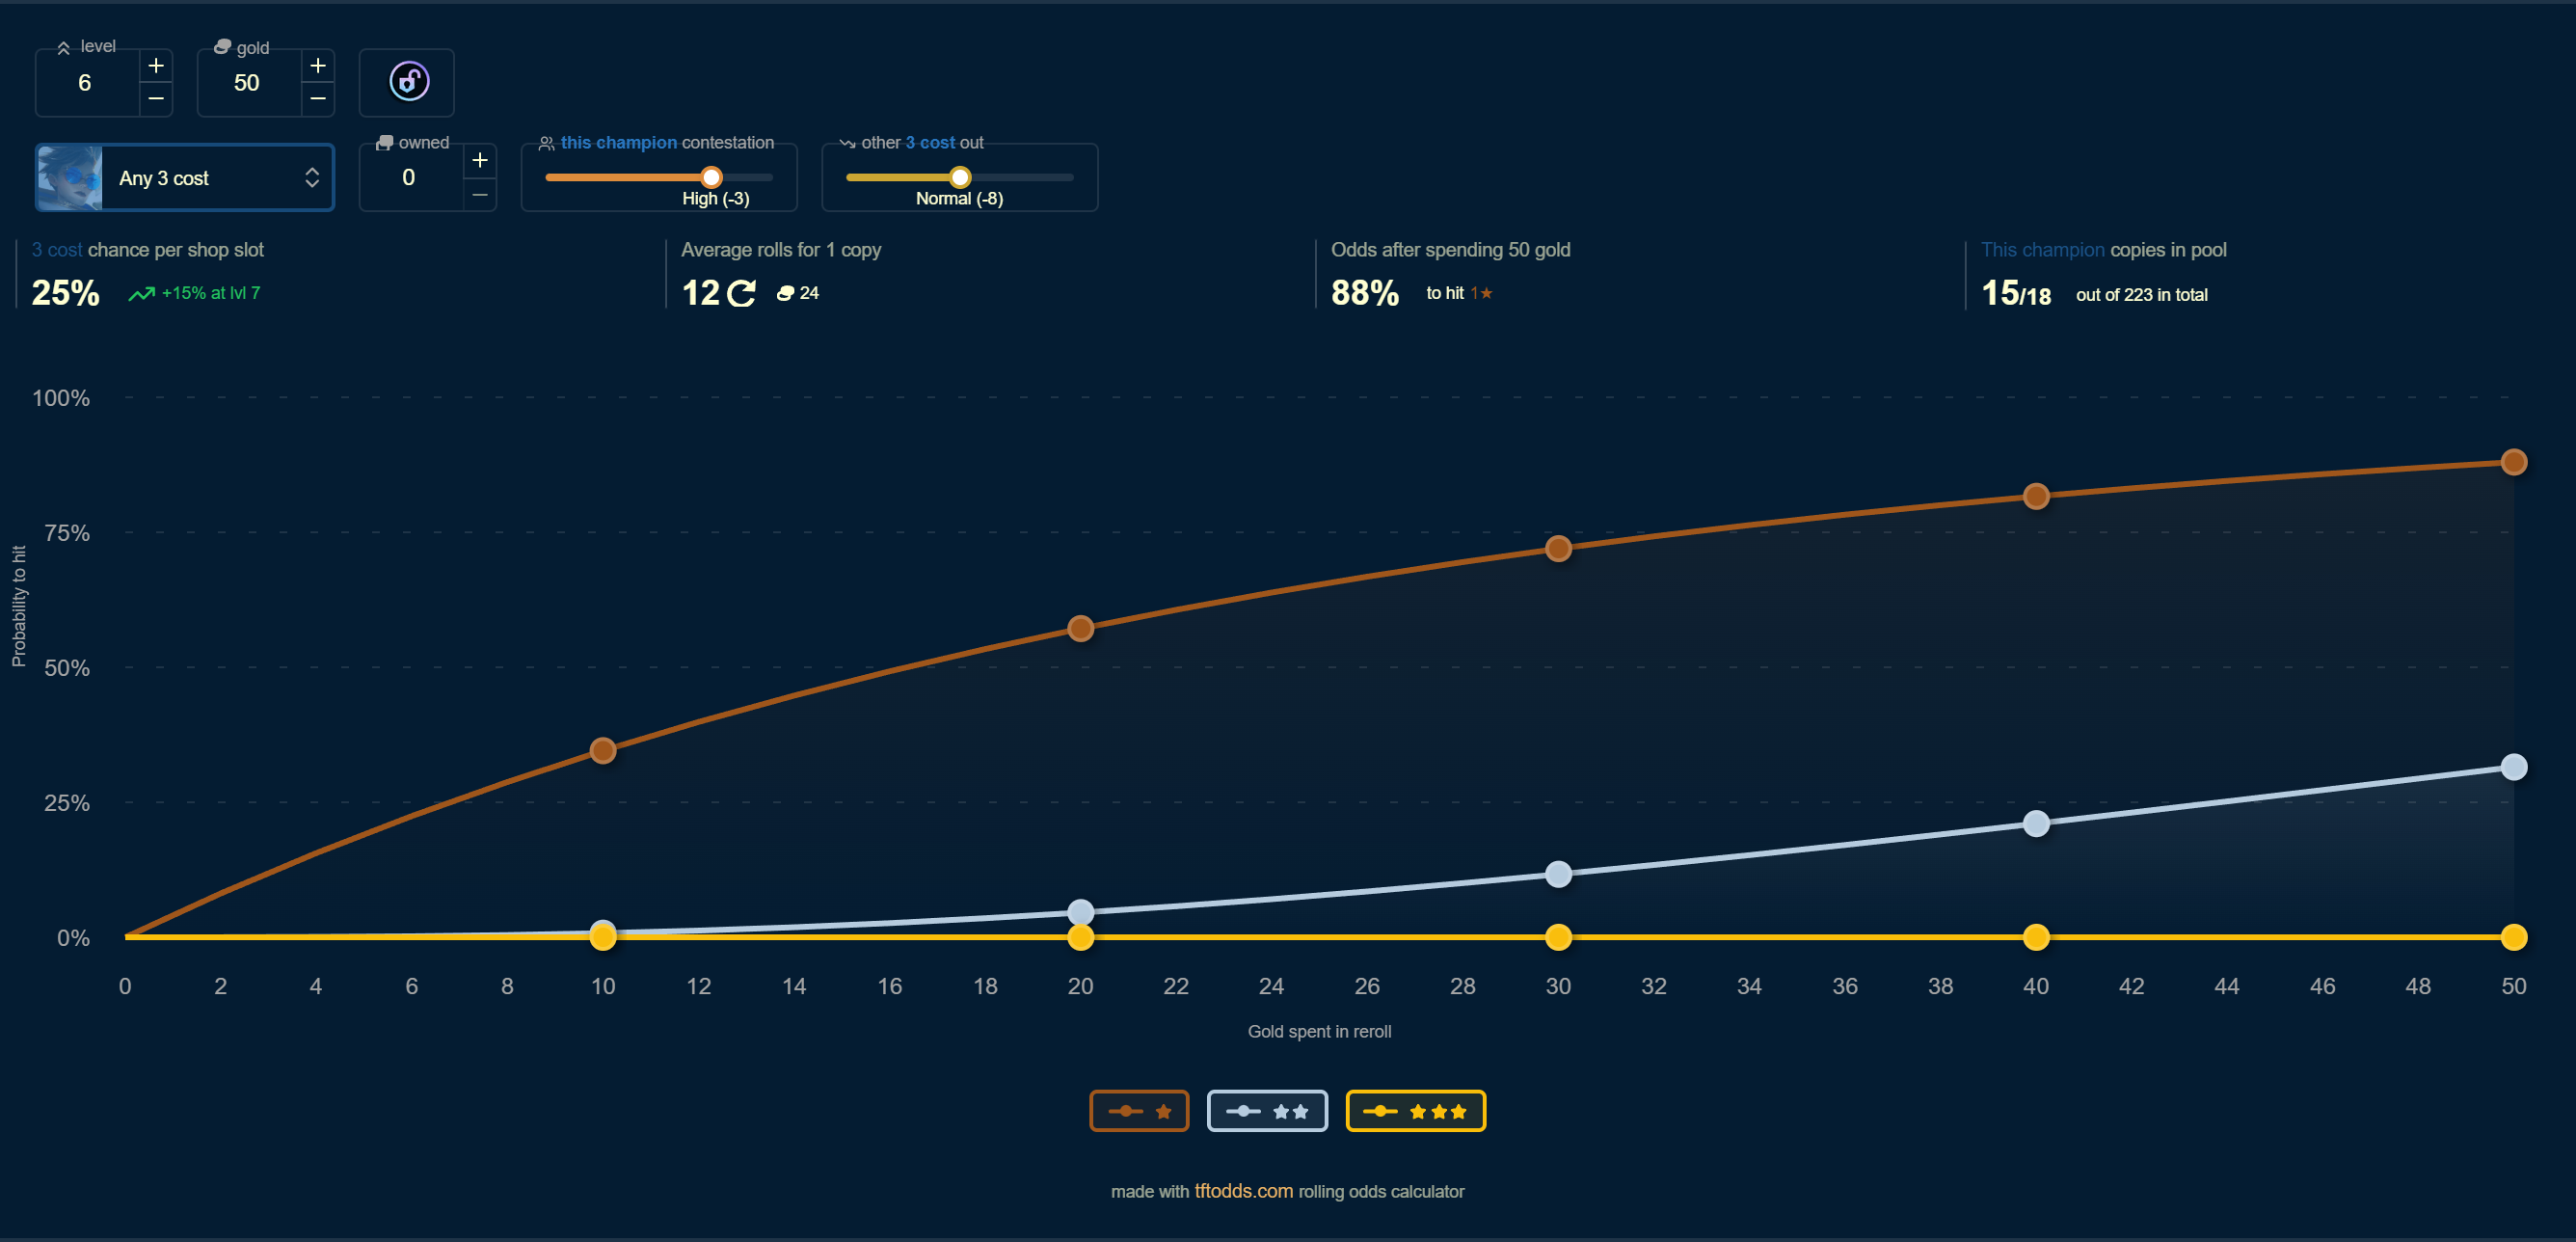 level
gold
6
50
owned
this champion contestation
other 3 cost out
Any 3 cost
0
High (-3)
Normal (-8)
3 cost chance per shop slot
25% +15% at lvl 7
Average rolls for 1 copy
12 24
Odds after spending 50 gold
88% to hit 1★
This champion copies in pool
15/18 out of 223 in total
100%
75%
50%
25%
0%
Probability to hit
0 2 4 6 8 10 12 14 16 18 20 22 24 26 28 30 32 34 36 38 40 42 44 46 48 50
Gold spent in reroll
made with tftodds.com rolling odds calculator